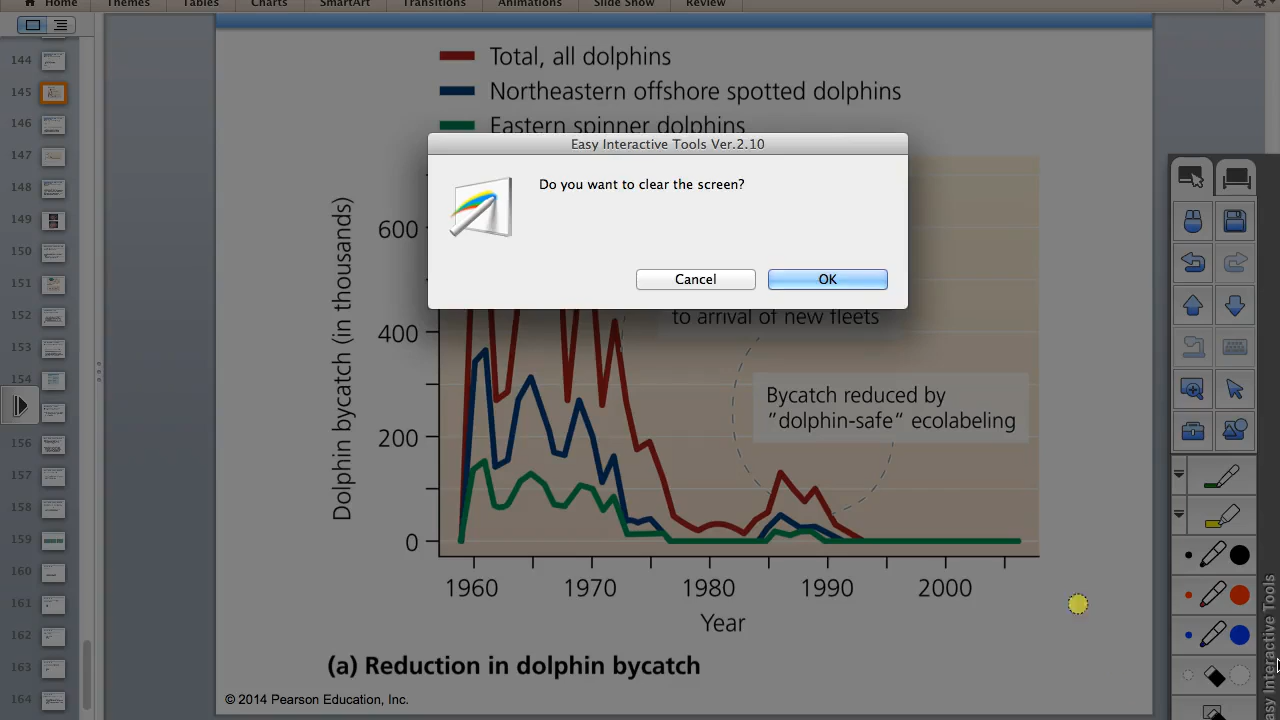 Home Themes Tables Charts SmartArt Transitions Animations Slide Show Review
144
145
146
147
148
149
150
151
152
153
154
156
157
158
159
160
161
162
163
164
Total, all dolphins
Northeastern offshore spotted dolphins
Eastern spinner dolphins
Easy Interactive Tools Ver.2.10
Do you want to clear the screen?
Cancel OK
to arrival of new fleets
Bycatch reduced by
"dolphin-safe" ecolabeling
Dolphin bycatch (in thousands)
600
400
200
0
1960 1970 1980 1990 2000
Year
(a) Reduction in dolphin bycatch
© 2014 Pearson Education, Inc.
Easy Interactive Tools